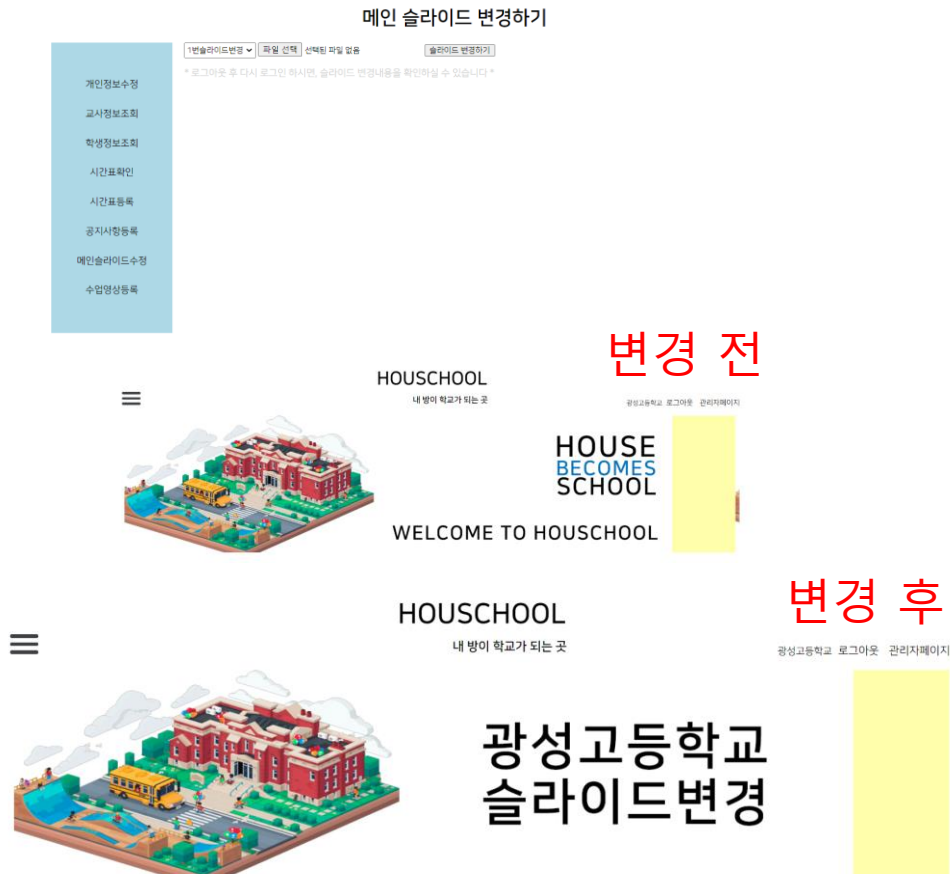 메인 슬라이드 변경하기
1번슬라이드변경 파일 선택 선택된 파일 없음 슬라이드 변경하기
* 로그아웃 후 다시 로그인 하시면, 슬라이드 변경내용을 확인하실 수 있습니다 *
개인정보수정
교사정보조회
학생정보조회
시간표확인
시간표등록
공지사항등록
메인슬라이드수정
수업영상등록
변경 전
HOUSCHOOL
내 방이 학교가 되는 곳
광성고등학교 로그아웃 관리자페이지
HOUSE
BECOMES
SCHOOL
WELCOME TO HOUSCHOOL
변경 후
HOUSCHOOL
내 방이 학교가 되는 곳
광성고등학교 로그아웃 관리자페이지
광성고등학교
슬라이드변경